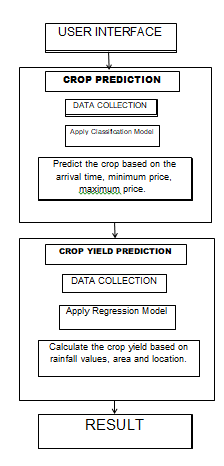 USER INTERFACE
CROP PREDICTION
DATA COLLECTION
Apply Classification Model
Predict the crop based on the
arrival time, minimum price,
maximum price.
CROP YIELD PREDICTION
DATA COLLECTION
Apply Regression Model
Calculate the crop yield based on
rainfall values, area and location.
RESULT